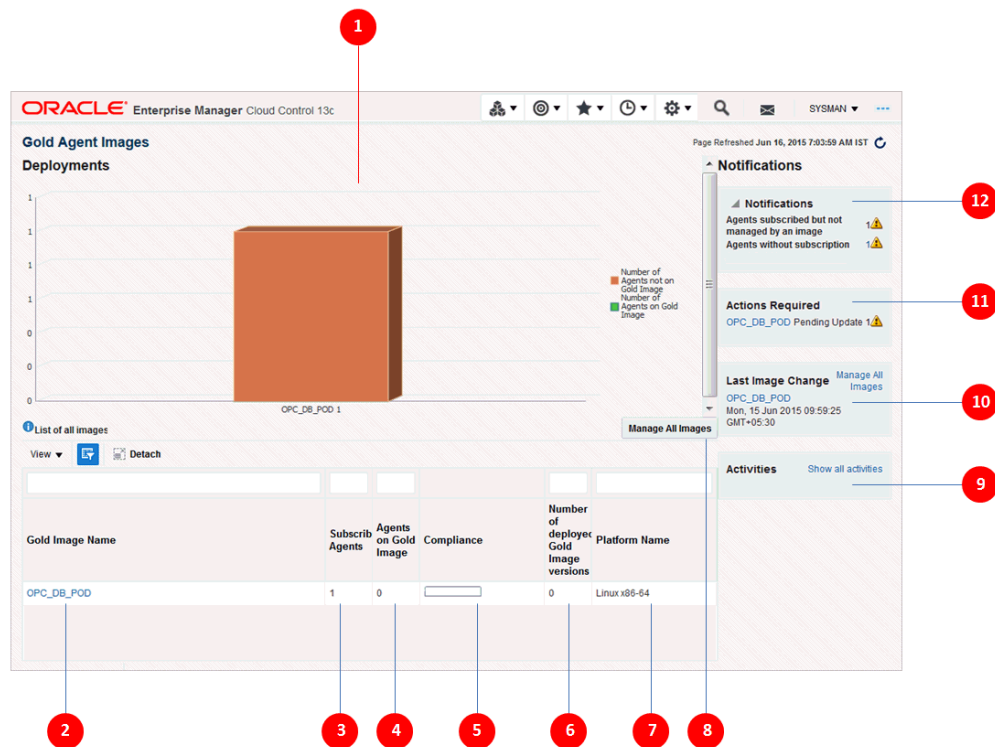 1
ORACLE Enterprise Manager Cloud Control 13c
SYSMAN
Gold Agent Images
Page Refreshed Jun 16, 2015 7:03:59 AM IST
Deployments
1
1
1
1
0
0
0
OPC_DB_POD 1
Number of
Agents not on
Gold Image
Number of
Agents on Gold
Image
Notifications
Notifications
Agents subscribed but not
managed by an image 1
Agents without subscription 1
12
Actions Required
OPC_DB_POD Pending Update 1
11
Last Image Change Manage All
Images
OPC_DB_POD
Mon, 15 Jun 2015 09:59:25
GMT+05:30
10
Activities Show all activities
9
List of all images
Manage All Images
View Detach
Gold Image Name
Subscrib
Agents
Agents
on Gold
Image
Compliance
Number
of
deployec
Gold
Image
versions
Platform Name
OPC_DB_POD 1 0 0 Linux x86-64
2 3 4 5 6 7 8